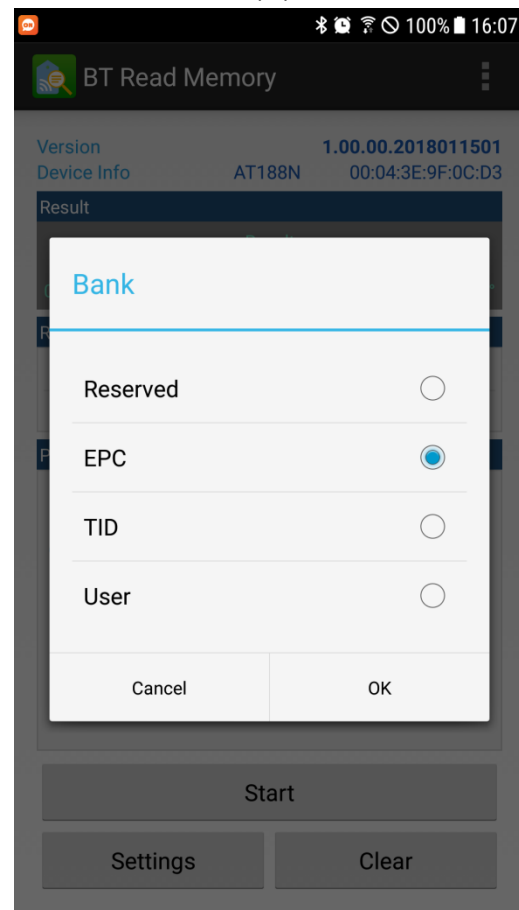 100% 16:07
BT Read Memory
Version 1.00.00.2018011501
Device Info AT188N 00:04:3E:9F:0C:D3
Result
Bank
Reserved
EPC
TID
User
Cancel OK
Start
Settings Clear